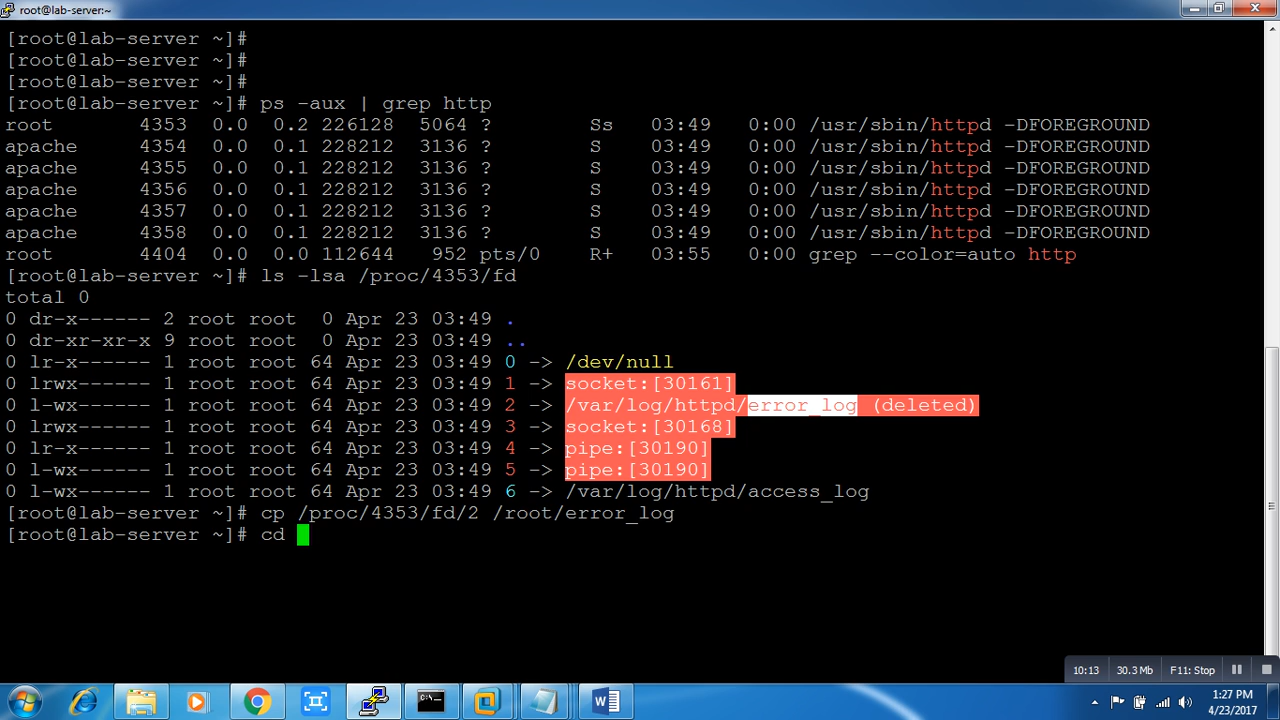 root@lab-server:~
[root@lab-server ~]#
[root@lab-server ~]#
[root@lab-server ~]#
[root@lab-server ~]# ps -aux | grep http
root 4353 0.0 0.2 226128 5064 ? Ss 03:49 0:00 /usr/sbin/httpd -DFOREGROUND
apache 4354 0.0 0.1 228212 3136 ? S 03:49 0:00 /usr/sbin/httpd -DFOREGROUND
apache 4355 0.0 0.1 228212 3136 ? S 03:49 0:00 /usr/sbin/httpd -DFOREGROUND
apache 4356 0.0 0.1 228212 3136 ? S 03:49 0:00 /usr/sbin/httpd -DFOREGROUND
apache 4357 0.0 0.1 228212 3136 ? S 03:49 0:00 /usr/sbin/httpd -DFOREGROUND
apache 4358 0.0 0.1 228212 3136 ? S 03:49 0:00 /usr/sbin/httpd -DFOREGROUND
root 4404 0.0 0.0 112644 952 pts/0 R+ 03:55 0:00 grep --color=auto http
[root@lab-server ~]# ls -lsa /proc/4353/fd
total 0
0 dr-x------ 2 root root 0 Apr 23 03:49 .
0 dr-xr-xr-x 9 root root 0 Apr 23 03:49 ..
0 lr-x------ 1 root root 64 Apr 23 03:49 0 -> /dev/null
0 lrwx------ 1 root root 64 Apr 23 03:49 1 -> socket:[30161]
0 l-wx------ 1 root root 64 Apr 23 03:49 2 -> /var/log/httpd/error_log (deleted)
0 lrwx------ 1 root root 64 Apr 23 03:49 3 -> socket:[30168]
0 lr-x------ 1 root root 64 Apr 23 03:49 4 -> pipe:[30190]
0 l-wx------ 1 root root 64 Apr 23 03:49 5 -> pipe:[30190]
0 l-wx------ 1 root root 64 Apr 23 03:49 6 -> /var/log/httpd/access_log
[root@lab-server ~]# cp /proc/4353/fd/2 /root/error_log
[root@lab-server ~]# cd
10:13 30.3 Mb F11: Stop
1:27 PM
4/23/2017